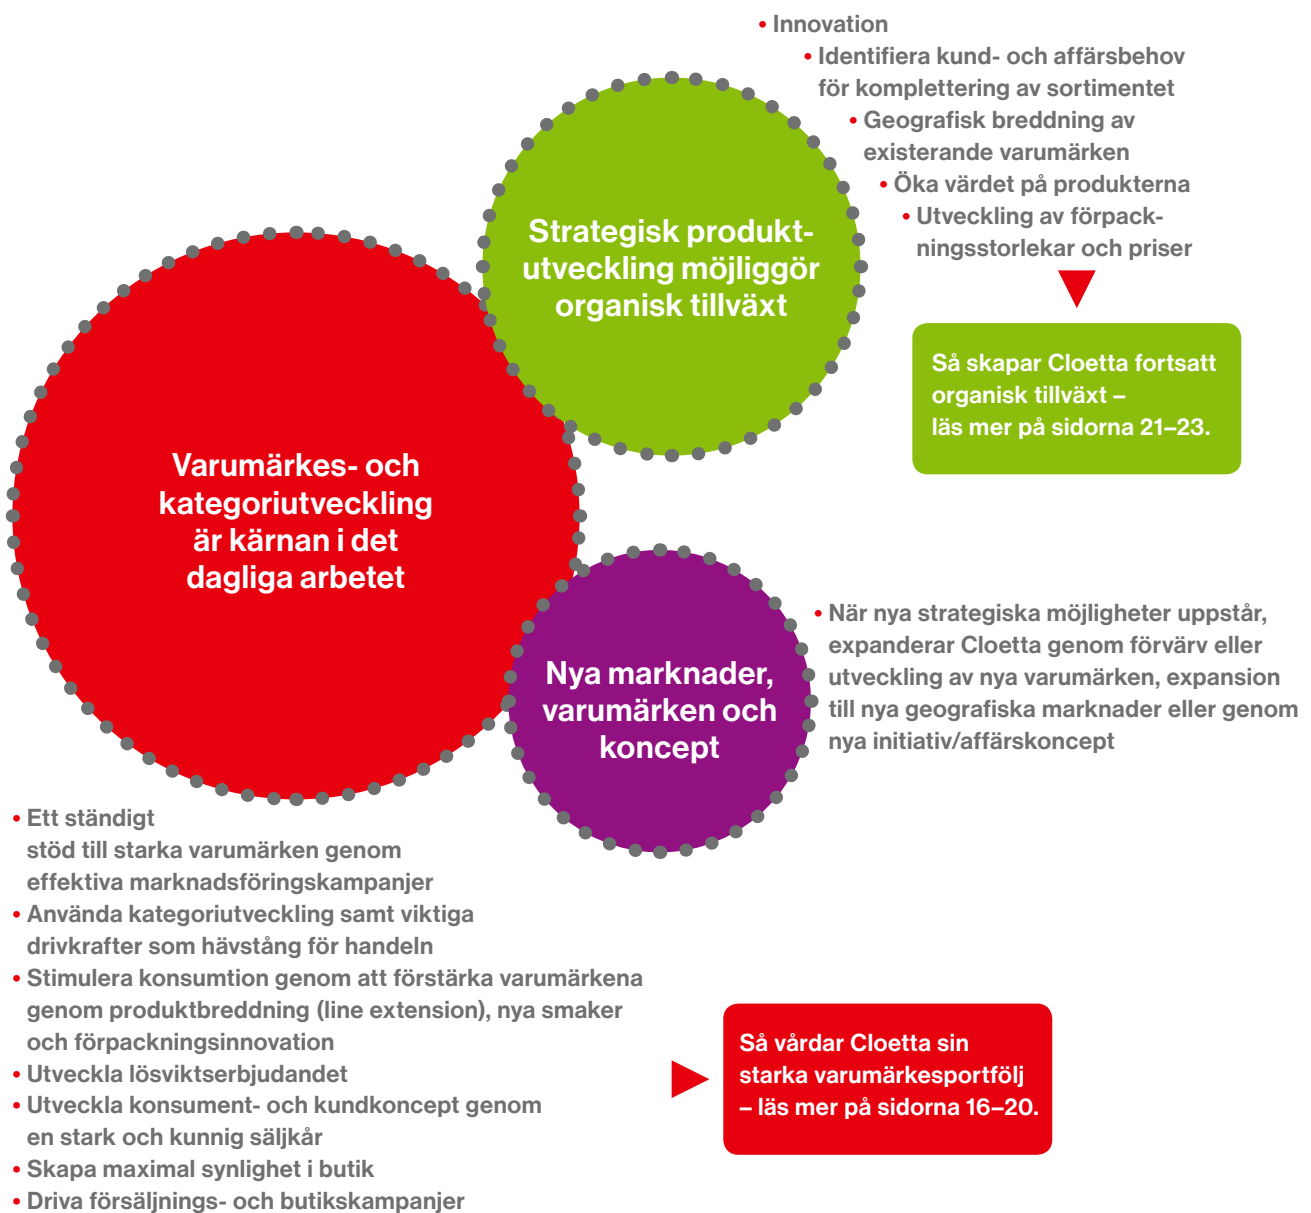 • Innovation
• Identifiera kund- och affärsbehov
för komplettering av sortimentet
• Geografisk breddning av
existerande varumärken
• Öka värdet på produkterna
• Utveckling av förpack-
ningsstorlekar och priser
Strategisk produkt-
utveckling möjliggör
organisk tillväxt
Så skapar Cloetta fortsatt
organisk tillväxt –
läs mer på sidorna 21–23.
Varumärkes- och
kategoriutveckling
är kärnan i det
dagliga arbetet
Nya marknader,
varumärken och
koncept
• När nya strategiska möjligheter uppstår,
expanderar Cloetta genom förvärv eller
utveckling av nya varumärken, expansion
till nya geografiska marknader eller genom
nya initiativ/affärskoncept
• Ett ständigt
stöd till starka varumärken genom
effektiva marknadsföringskampanjer
• Använda kategoriutveckling samt viktiga
drivkrafter som hävstång för handeln
• Stimulera konsumtion genom att förstärka varumärkena
genom produktbreddning (line extension), nya smaker
och förpackningsinnovation
• Utveckla lösviktserbjudandet
• Utveckla konsument- och kundkoncept genom
en stark och kunnig säljkår
• Skapa maximal synlighet i butik
• Driva försäljnings- och butikskampanjer
Så vårdar Cloetta sin
starka varumärkesportfölj
– läs mer på sidorna 16–20.